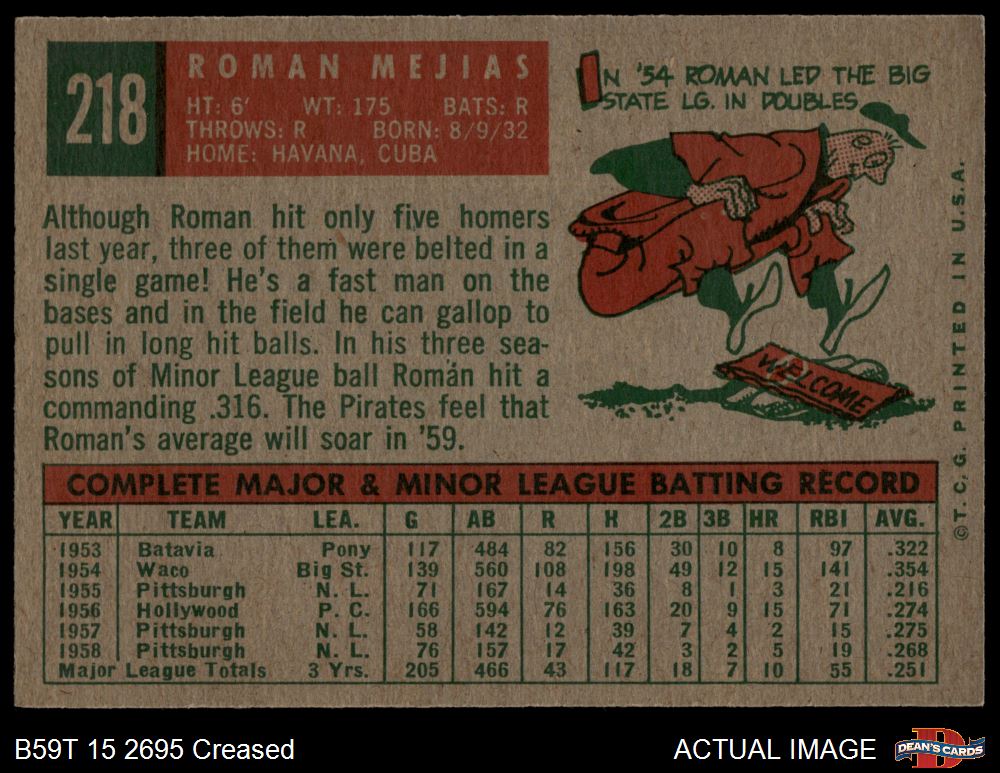 218
ROMAN MEJIAS
HT: 6' WT: 175 BATS: R
THROWS: R BORN: 8/9/32
HOME: HAVANA, CUBA
IN '54 ROMAN LED THE BIG
STATE LG. IN DOUBLES
WELCOME
Although Roman hit only five homers
last year, three of them were belted in a
single game! He's a fast man on the
bases and in the field he can gallop to
pull in long hit balls. In his three sea-
sons of Minor League ball Román hit a
commanding .316. The Pirates feel that
Roman's average will soar in '59.
COMPLETE MAJOR & MINOR LEAGUE BATTING RECORD
YEAR TEAM LEA. G AB R H 2B 3B HR RBI AVG.
1953 Batavia Pony 117 484 82 156 30 10 8 97 .322
1954 Waco Big St. 139 560 108 198 49 12 15 141 .354
1955 Pittsburgh N. L. 71 167 14 36 8 1 3 21 .216
1956 Hollywood P. C. 166 594 76 163 20 9 15 71 .274
1957 Pittsburgh N. L. 58 142 12 39 7 4 2 15 .275
1958 Pittsburgh N. L. 76 157 17 42 3 2 5 19 .268
Major League Totals 3 Yrs. 205 466 43 117 18 7 10 55 .251
©T. C. G. PRINTED IN U.S.A.
B59T 15 2695 Creased
ACTUAL IMAGE
D
DEAN'S CARDS